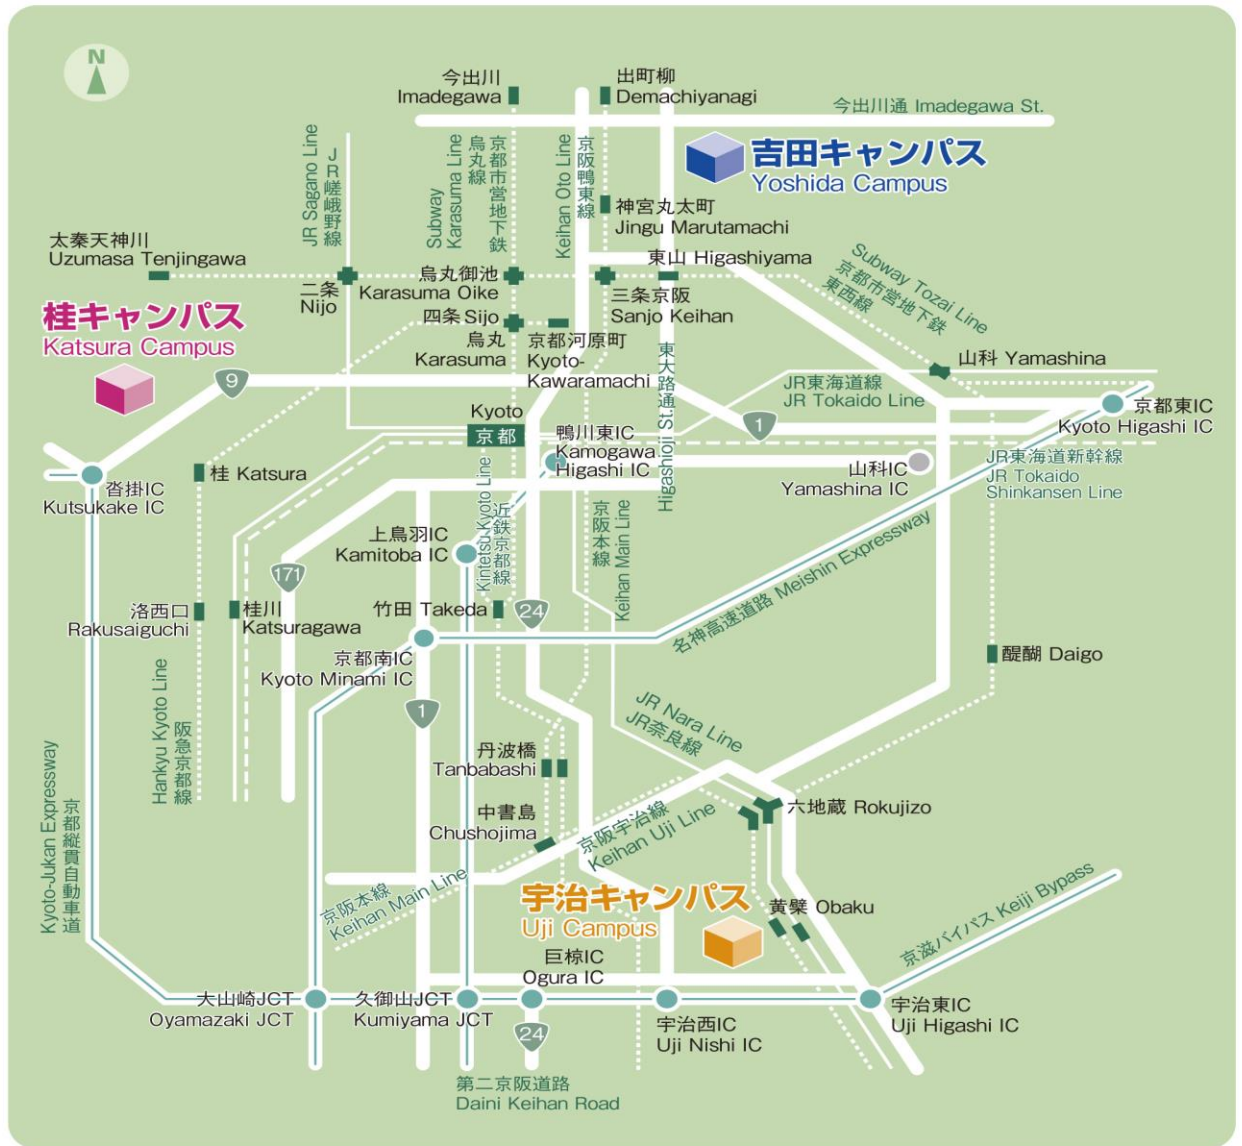 N
今出川
Imadegawa
出町柳
Demachiyanagi
今出川通 Imadegawa St.
吉田キャンパス
Yoshida Campus
JR Sagano Line
JR嵯峨野線
Subway
Karasuma Line
烏丸線
京都市営地下鉄
Keihan Oto Line
京阪鴨東線
神宮丸太町
Jingu Marutamachi
太秦天神川
Uzumasa Tenjingawa
二条
Nijo
烏丸御池
Karasuma Oike
東山 Higashiyama
三条京阪
Sanjo Keihan
Subway Tozai Line
京都市営地下鉄
東西線
桂キャンパス
Katsura Campus
四条 Sijo
烏丸
Karasuma
京都河原町
Kyoto-
Kawaramachi
東大路通
Higashioji St.
山科 Yamashina
9
JR東海道線
JR Tokaido Line
1
京都東IC
Kyoto Higashi IC
Kyoto
京都
鴨川東IC
Kamogawa
Higashi IC
山科IC
Yamashina IC
JR東海道新幹線
JR Tokaido
Shinkansen Line
桂 Katsura
沓掛IC
Kutsukake IC
上鳥羽IC
Kamitoba IC
Kintetsu Kyoto Line
近鉄京都線
京阪本線
Keihan Main Line
名神高速道路 Meishin Expressway
171
洛西口
Rakusaiguchi
桂川
Katsuragawa
竹田 Takeda
24
京都南IC
Kyoto Minami IC
醍醐 Daigo
1
JR Nara Line
JR奈良線
Hankyu Kyoto Line
阪急京都線
Kyoto-Jukan Expressway
京都縦貫自動車道
丹波橋
Tanbabashi
中書島
Chushojima
京阪宇治線
Keihan Uji Line
六地蔵 Rokujizo
京阪本線
Keihan Main Line
宇治キャンパス
Uji Campus
黄檗 Obaku
京滋バイパス Keiji Bypass
巨椋IC
Ogura IC
大山崎JCT
Oyamazaki JCT
久御山JCT
Kumiyama JCT
24
宇治西IC
Uji Nishi IC
宇治東IC
Uji Higashi IC
第二京阪道路
Daini Keihan Road